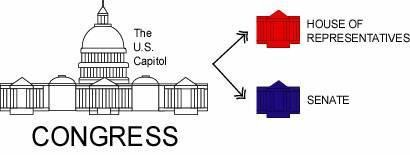 The
U.S.
Capitol
CONGRESS
HOUSE OF
REPRESENTATIVES
SENATE